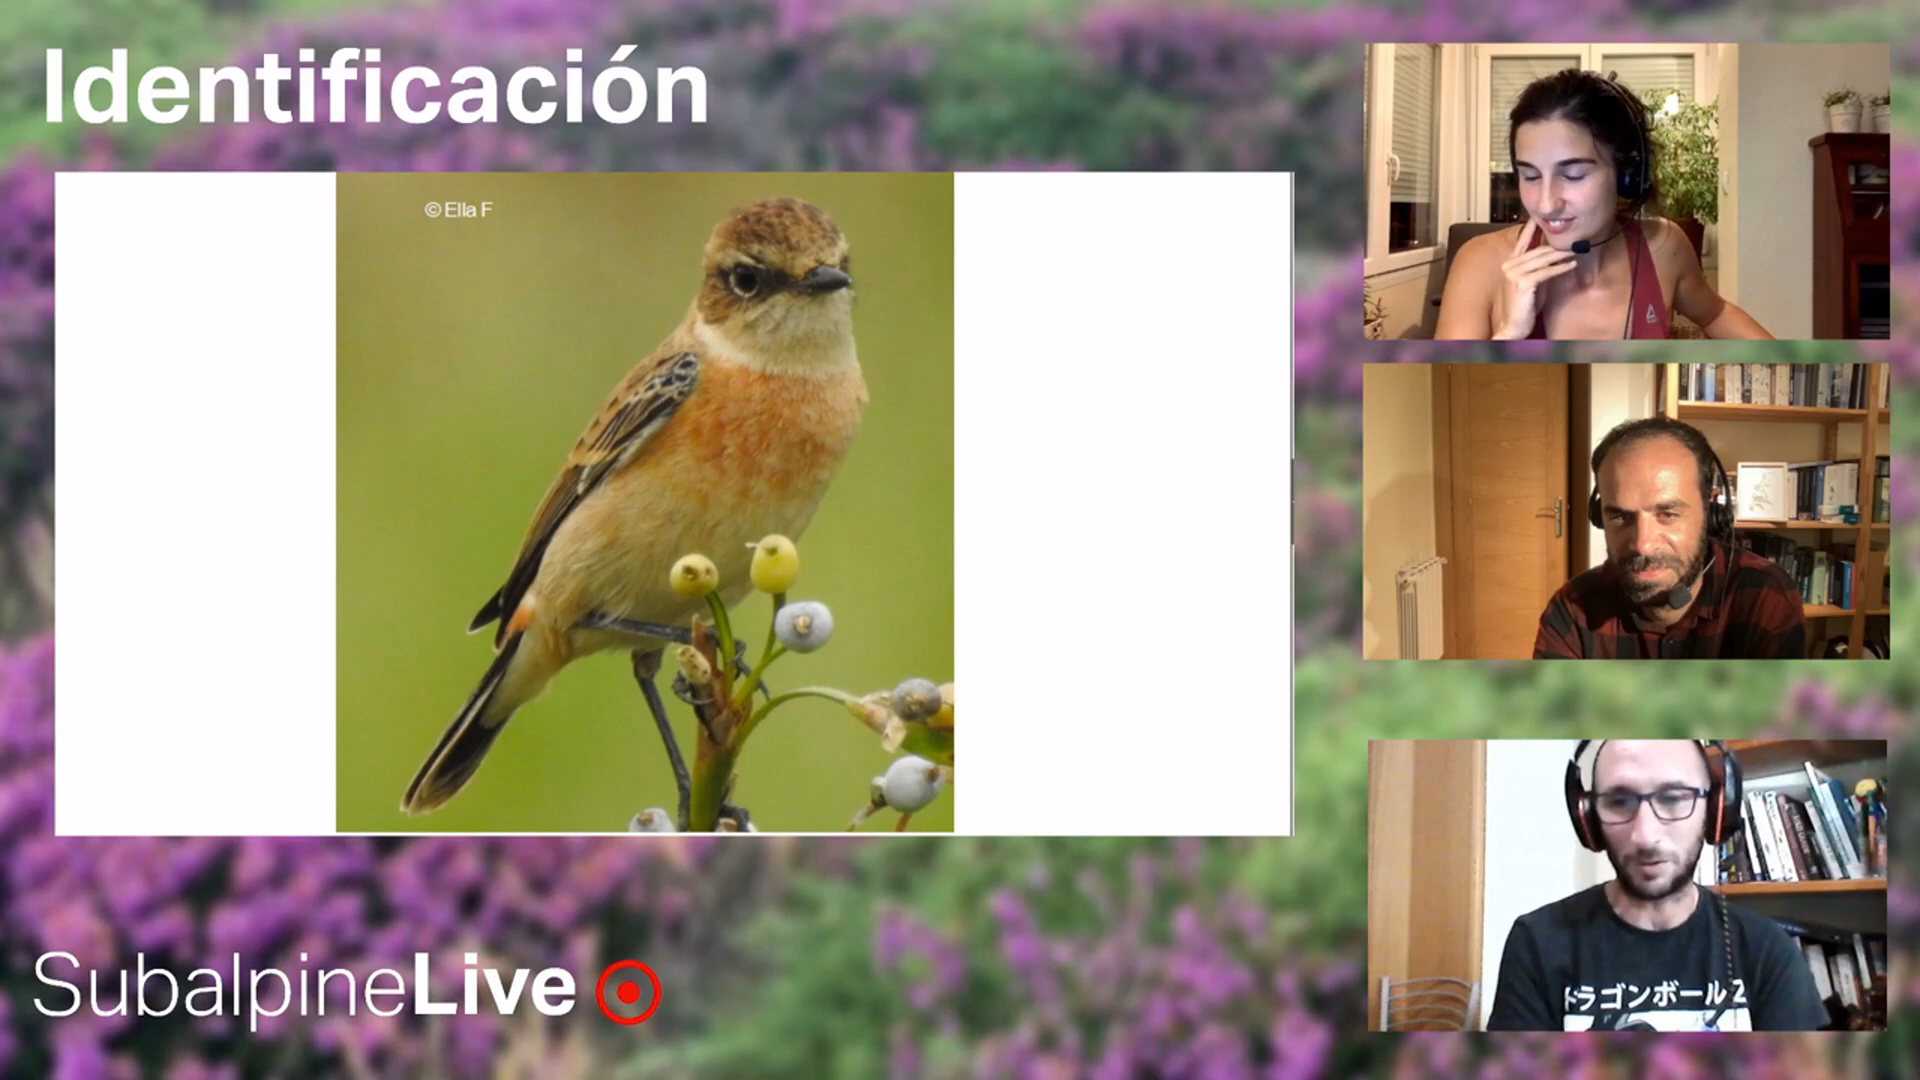 Identificación
© Ella F
SubalpineLive
ドラゴンボールZ